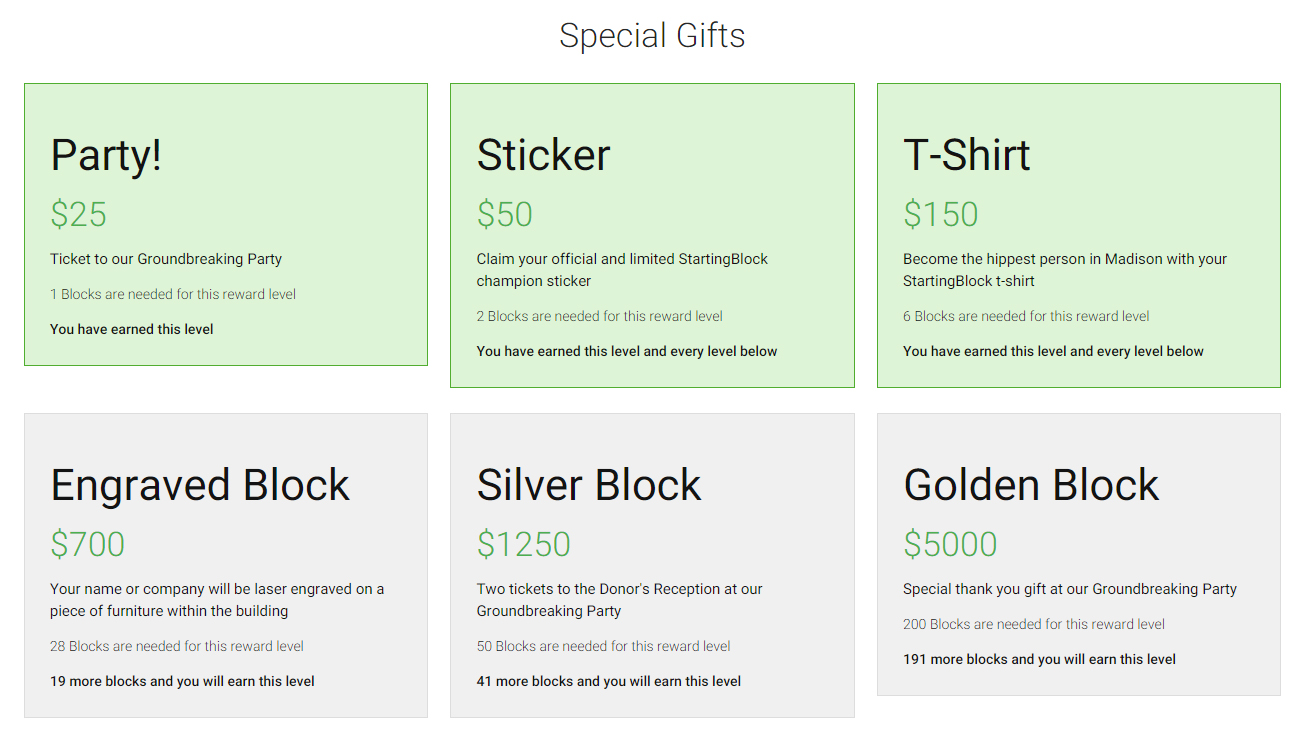 Special Gifts
Party!
$25
Ticket to our Groundbreaking Party
1 Blocks are needed for this reward level
You have earned this level
Sticker
$50
Claim your official and limited StartingBlock
champion sticker
2 Blocks are needed for this reward level
You have earned this level and every level below
T-Shirt
$150
Become the hippest person in Madison with your
StartingBlock t-shirt
6 Blocks are needed for this reward level
You have earned this level and every level below
Engraved Block
$700
Your name or company will be laser engraved on a
piece of furniture within the building
28 Blocks are needed for this reward level
19 more blocks and you will earn this level
Silver Block
$1250
Two tickets to the Donor's Reception at our
Groundbreaking Party
50 Blocks are needed for this reward level
41 more blocks and you will earn this level
Golden Block
$5000
Special thank you gift at our Groundbreaking Party
200 Blocks are needed for this reward level
191 more blocks and you will earn this level